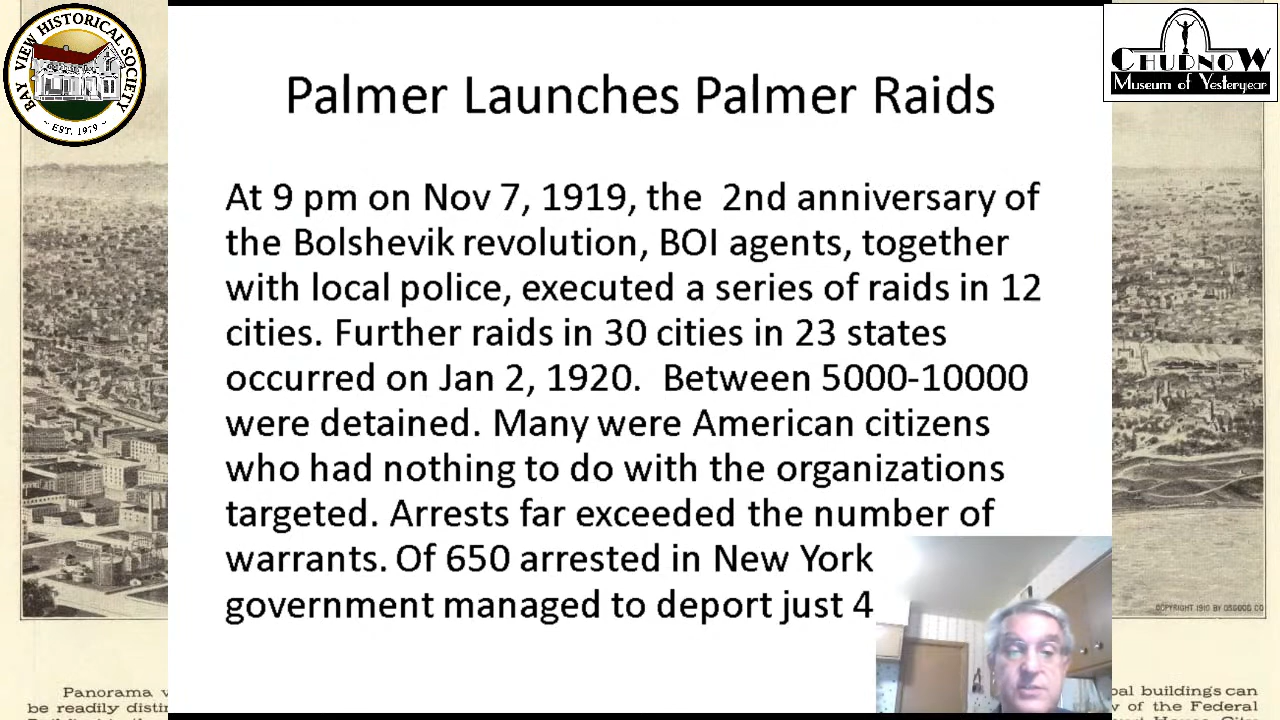 BAY VIEW HISTORICAL SOCIETY
~ EST. 1979 ~
CHUDNOW
Museum of Yesteryear
Palmer Launches Palmer Raids
At 9 pm on Nov 7, 1919, the 2nd anniversary of
the Bolshevik revolution, BOI agents, together
with local police, executed a series of raids in 12
cities. Further raids in 30 cities in 23 states
occurred on Jan 2, 1920. Between 5000-10000
were detained. Many were American citizens
who had nothing to do with the organizations
targeted. Arrests far exceeded the number of
warrants. Of 650 arrested in New York
government managed to deport just 4
COPYRIGHT 1910 BY OSGOOD CO
Panorama
be readily
buildings can
of the Federal